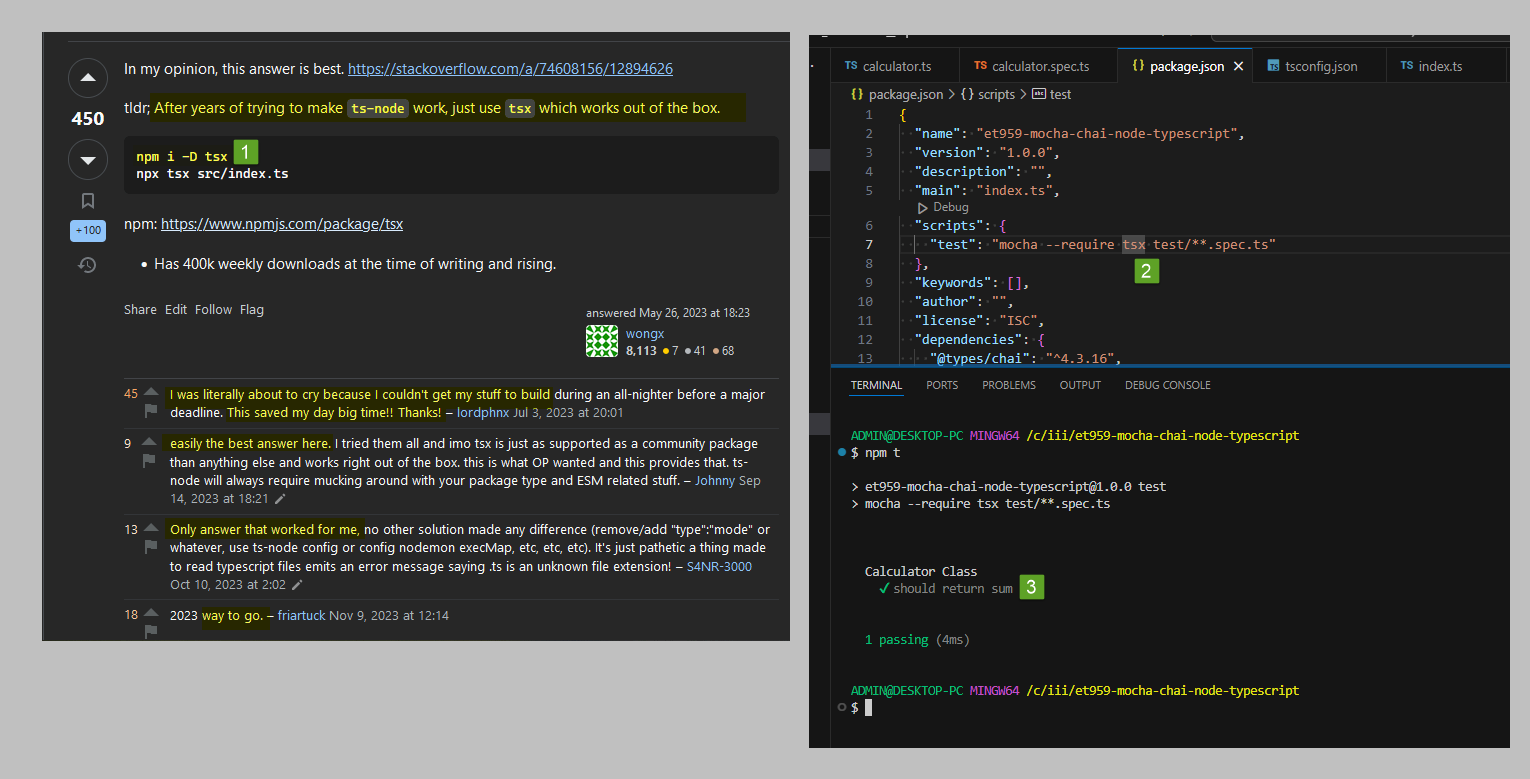 In my opinion, this answer is best. https://stackoverflow.com/a/74608156/12894626
450
tldr; After years of trying to make ts-node work, just use tsx which works out of the box.
npm i -D tsx 1
npx tsx src/index.ts
+100
npm: https://www.npmjs.com/package/tsx
• Has 400k weekly downloads at the time of writing and rising.
Share Edit Follow Flag
answered May 26, 2023 at 18:23
wongx
8,113 ●7 ●41 ●68
45 I was literally about to cry because I couldn't get my stuff to build during an all-nighter before a major
deadline. This saved my day big time!! Thanks! – lordphnx Jul 3, 2023 at 20:01
9 easily the best answer here. I tried them all and imo tsx is just as supported as a community package
than anything else and works right out of the box. this is what OP wanted and this provides that. ts-
node will always require mucking around with your package type and ESM related stuff. – Johnny Sep
14, 2023 at 18:21
13 Only answer that worked for me, no other solution made any difference (remove/add "type":"mode" or
whatever, use ts-node config or config nodemon execMap, etc, etc, etc). It's just pathetic a thing made
to read typescript files emits an error message saying .ts is an unknown file extension! – S4NR-3000
Oct 10, 2023 at 2:02
18 2023 way to go. – friartuck Nov 9, 2023 at 12:14
TS calculator.ts TS calculator.spec.ts {} package.json × TS tsconfig.json TS index.ts
{} package.json > {} scripts > abc test
1 {
2 "name": "et959-mocha-chai-node-typescript",
3 "version": "1.0.0",
4 "description": "",
5 "main": "index.ts",
Debug
6 "scripts": {
7 "test": "mocha --require tsx test/**.spec.ts"
8 },
2
9 "keywords": [],
10 "author": "",
11 "license": "ISC",
12 "dependencies": {
13 "@types/chai": "^4.3.16",
TERMINAL PORTS PROBLEMS OUTPUT DEBUG CONSOLE
ADMIN@DESKTOP-PC MINGW64 /c/iii/et959-mocha-chai-node-typescript
$ npm t
> et959-mocha-chai-node-typescript@1.0.0 test
> mocha --require tsx test/**.spec.ts
Calculator Class
✓ should return sum 3
1 passing (4ms)
ADMIN@DESKTOP-PC MINGW64 /c/iii/et959-mocha-chai-node-typescript
$